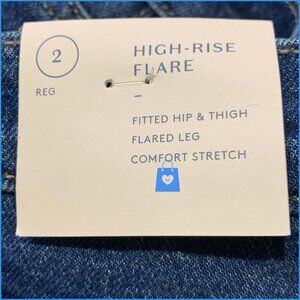 2
REG
HIGH-RISE
FLARE
–
FITTED HIP & THIGH
FLARED LEG
COMFORT STRETCH